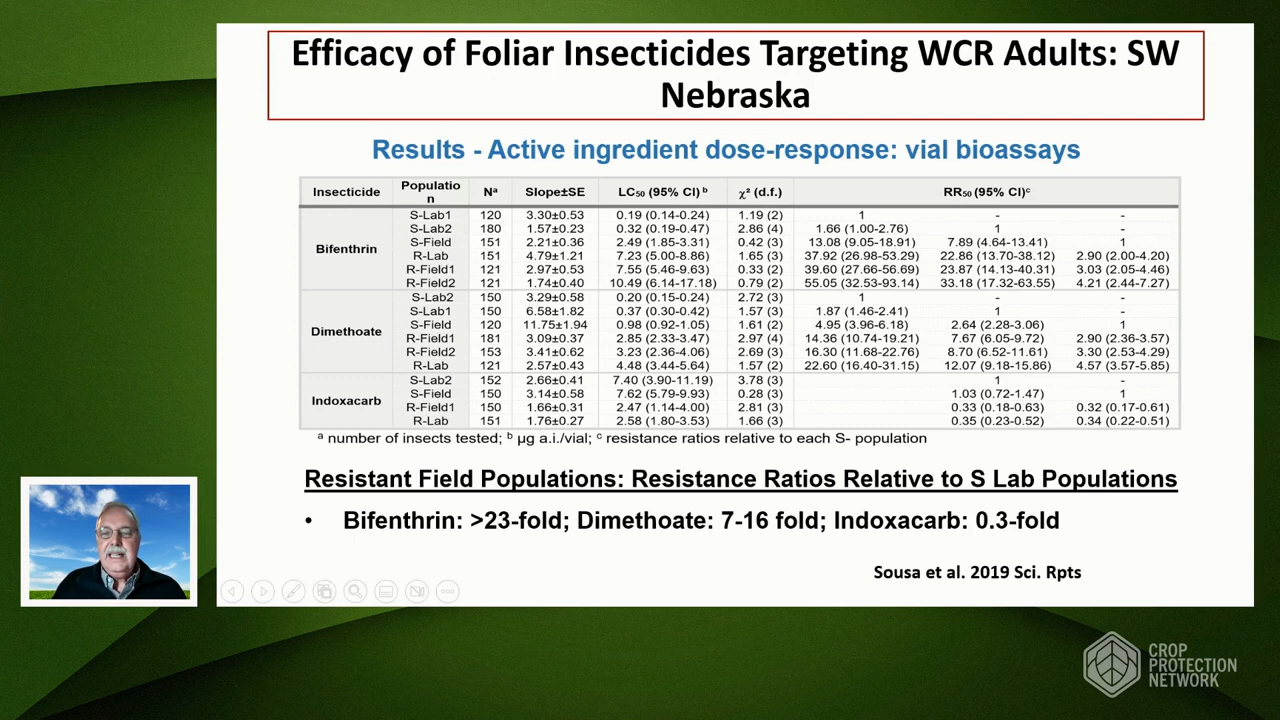 Efficacy of Foliar Insecticides Targeting WCR Adults: SW
Nebraska
Results - Active ingredient dose-response: vial bioassays
Insecticide Populatio n Nᵃ Slope±SE LC₅₀ (95% CI) ᵇ χ² (d.f.) RR₅₀ (95% CI)ᶜ
Bifenthrin
S-Lab1 120 3.30±0.53 0.19 (0.14-0.24) 1.19 (2) 1 - -
S-Lab2 180 1.57±0.23 0.32 (0.19-0.47) 2.86 (4) 1.66 (1.00-2.76) 1 -
S-Field 151 2.21±0.36 2.49 (1.85-3.31) 0.42 (3) 13.08 (9.05-18.91) 7.89 (4.64-13.41) 1
R-Lab 151 4.79±1.21 7.23 (5.00-8.86) 1.65 (3) 37.92 (26.98-53.29) 22.86 (13.70-38.12) 2.90 (2.00-4.20)
R-Field1 121 2.97±0.53 7.55 (5.46-9.63) 0.33 (2) 39.60 (27.66-56.69) 23.87 (14.13-40.31) 3.03 (2.05-4.46)
R-Field2 121 1.74±0.40 10.49 (6.14-17.18) 0.79 (2) 55.05 (32.53-93.14) 33.18 (17.32-63.55) 4.21 (2.44-7.27)
Dimethoate
S-Lab2 150 3.29±0.58 0.20 (0.15-0.24) 2.72 (3) 1 - -
S-Lab1 150 6.58±1.82 0.37 (0.30-0.42) 1.57 (3) 1.87 (1.46-2.41) 1 -
S-Field 120 11.75±1.94 0.98 (0.92-1.05) 1.61 (2) 4.95 (3.96-6.18) 2.64 (2.28-3.06) 1
R-Field1 181 3.09±0.37 2.85 (2.33-3.47) 2.97 (4) 14.36 (10.74-19.21) 7.67 (6.05-9.72) 2.90 (2.36-3.57)
R-Field2 153 3.41±0.62 3.23 (2.36-4.06) 2.69 (3) 16.30 (11.68-22.76) 8.70 (6.52-11.61) 3.30 (2.53-4.29)
R-Lab 121 2.57±0.43 4.48 (3.44-5.64) 1.57 (2) 22.60 (16.40-31.15) 12.07 (9.18-15.86) 4.57 (3.57-5.85)
Indoxacarb
S-Lab2 152 2.66±0.41 7.40 (3.90-11.19) 3.78 (3) 1 -
S-Field 150 3.14±0.58 7.62 (5.79-9.93) 0.28 (3) 1.03 (0.72-1.47) 1
R-Field1 150 1.66±0.31 2.47 (1.14-4.00) 2.81 (3) 0.33 (0.18-0.63) 0.32 (0.17-0.61)
R-Lab 151 1.76±0.27 2.58 (1.80-3.53) 1.66 (3) 0.35 (0.23-0.52) 0.34 (0.22-0.51)
ᵃ number of insects tested; ᵇ µg a.i./vial; ᶜ resistance ratios relative to each S- population
Resistant Field Populations: Resistance Ratios Relative to S Lab Populations
• Bifenthrin: >23-fold; Dimethoate: 7-16 fold; Indoxacarb: 0.3-fold
Sousa et al. 2019 Sci. Rpts
CROP
PROTECTION
NETWORK